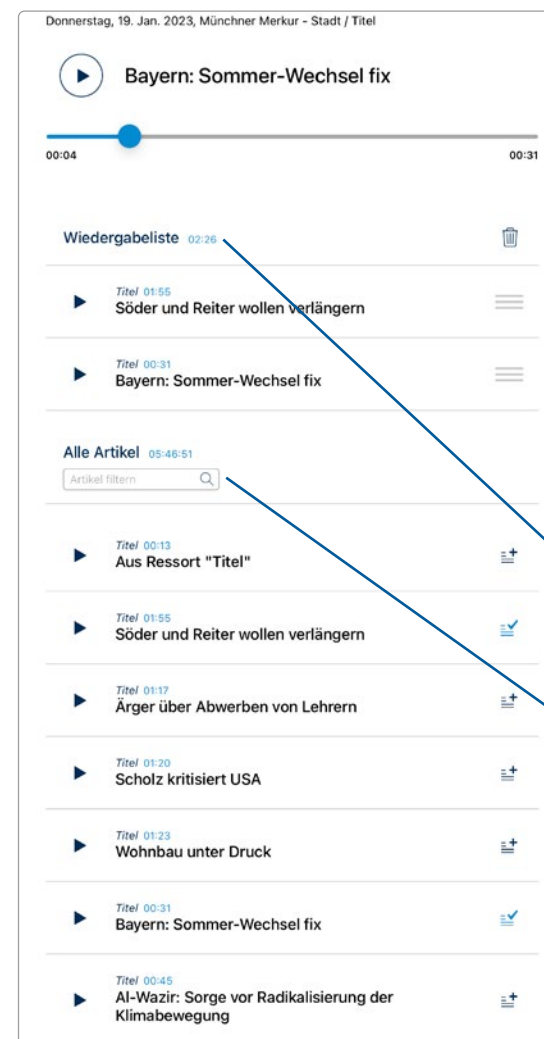 Donnerstag, 19. Jan. 2023, Münchner Merkur - Stadt / Titel
Bayern: Sommer-Wechsel fix
00:04 00:31
Wiedergabeliste 02:26
Titel 01:55
Söder und Reiter wollen verlängern
Titel 00:31
Bayern: Sommer-Wechsel fix
Alle Artikel 05:46:51
Artikel filtern
Titel 00:13
Aus Ressort "Titel"
Titel 01:55
Söder und Reiter wollen verlängern
Titel 01:17
Ärger über Abwerben von Lehrern
Titel 01:20
Scholz kritisiert USA
Titel 01:23
Wohnbau unter Druck
Titel 00:31
Bayern: Sommer-Wechsel fix
Titel 00:45
Al-Wazir: Sorge vor Radikalisierung der
Klimabewegung